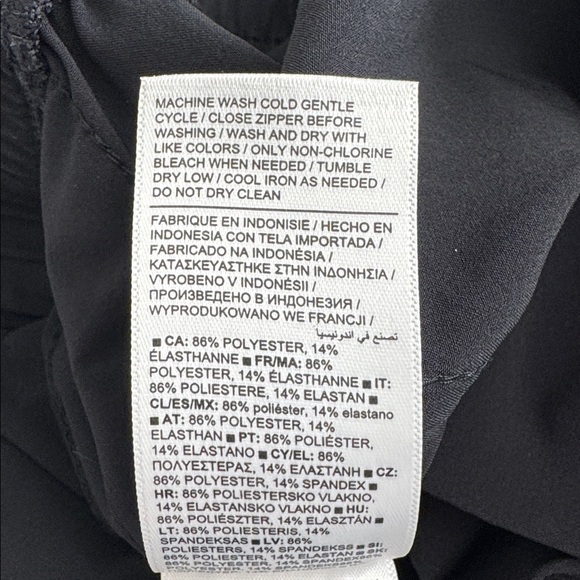 MACHINE WASH COLD GENTLE
CYCLE / CLOSE ZIPPER BEFORE
WASHING / WASH AND DRY WITH
LIKE COLORS / ONLY NON-CHLORINE
BLEACH WHEN NEEDED / TUMBLE
DRY LOW / COOL IRON AS NEEDED /
DO NOT DRY CLEAN
FABRIQUE EN INDONISIE / HECHO EN
INDONESIA CON TELA IMPORTADA /
FABRICADO NA INDONÉSIA /
ΚΑΤΑΣΚΕΥΑΣΤΗΚΕ ΣΤΗΝ ΙΝΔΟΝΗΣΙΑ /
VYROBENO V INDONÉSII /
ПРОИЗВЕДЕНО В ИНДОНЕЗИЯ /
WYPRODUKOWANO WE FRANCJI /
تصنع في اندونيسيا
■ CA: 86% POLYESTER, 14%
ÉLASTHANNE ■ FR/MA: 86%
POLYESTER, 14% ÉLASTHANNE ■ IT:
86% POLIESTERE, 14% ELASTAN ■
CL/ES/MX: 86% poliéster, 14% elastano
■ AT: 86% POLYESTER, 14%
ELASTHAN ■ PT: 86% POLIÉSTER,
14% ELASTANO ■ CY/EL: 86%
ΠΟΛΥΕΣΤΕΡΑΣ, 14% ΕΛΑΣΤΑΝΗ ■ CZ:
86% POLYESTER, 14% SPANDEX ■
HR: 86% POLIESTERSKO VLAKNO,
14% ELASTANSKO VLAKNO ■ HU:
86% POLIÉSZTER, 14% ELASZTÁN ■
LT: 86% POLIESTERIS, 14%
SPANDEKSAS ■ LV: 86%
POLIESTERS, 14% SPANDEKSS ■ SI:
86% POLIESTER, 14% ELASTAN ■ SK: